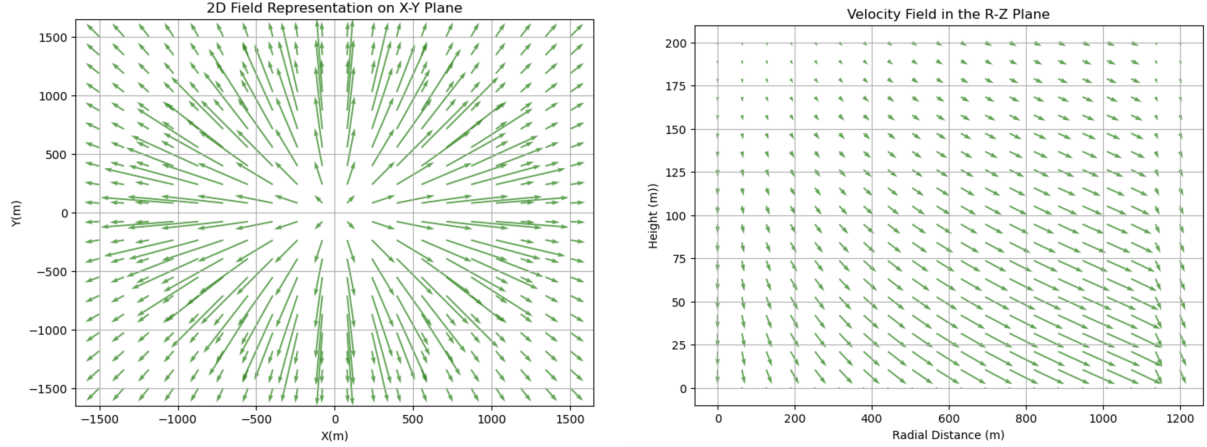 2D Field Representation on X-Y Plane
1500
1000
500
0
−500
−1000
−1500
Y(m)
−1500 −1000 −500 0 500 1000 1500
X(m)
Velocity Field in the R-Z Plane
200
175
150
125
100
75
50
25
0
Height (m))
0 200 400 600 800 1000 1200
Radial Distance (m)